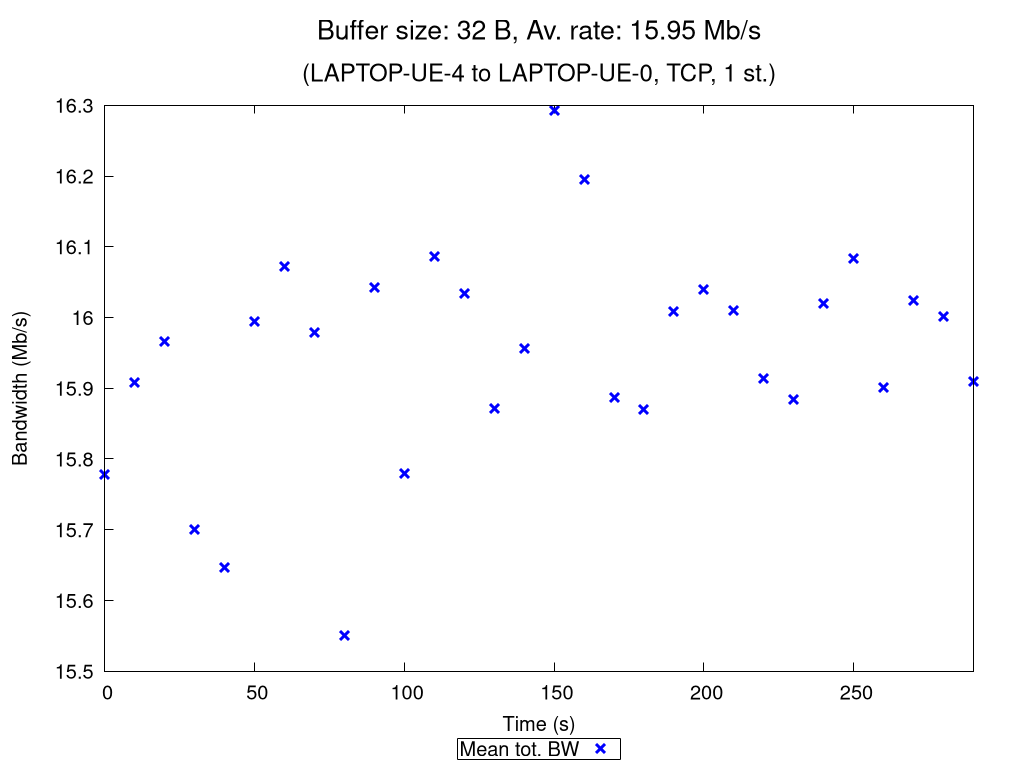 Buffer size: 32 B, Av. rate: 15.95 Mb/s
(LAPTOP-UE-4 to LAPTOP-UE-0, TCP, 1 st.)
16.3
16.2
16.1
16
15.9
15.8
15.7
15.6
15.5
Bandwidth (Mb/s)
0 50 100 150 200 250
Time (s)
Mean tot. BW